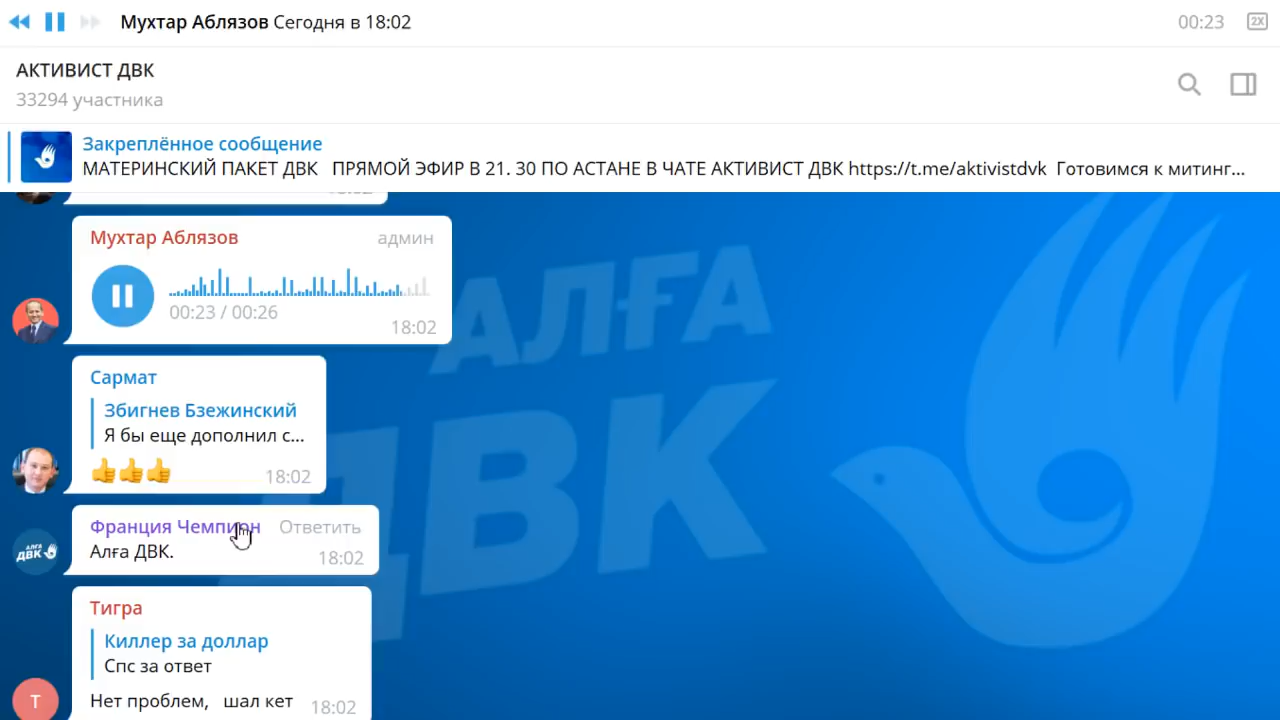 Мухтар Аблязов Сегодня в 18:02
00:23
2X
АКТИВИСТ ДВК
33294 участника
Закреплённое сообщение
МАТЕРИНСКИЙ ПАКЕТ ДВК ПРЯМОЙ ЭФИР В 21. 30 ПО АСТАНЕ В ЧАТЕ АКТИВИСТ ДВК https://t.me/aktivistdvk Готовимся к митинг...
Мухтар Аблязов админ
00:23 / 00:26
18:02
Сармат
Збигнев Бзежинский
Я бы еще дополнил с...
👍👍👍 18:02
Франция Чемпион Ответить
Алға ДВК.
18:02
Тигра
Киллер за доллар
Спс за ответ
Нет проблем, шал кет 18:02
Т
АЛҒА
ДВК
АЛҒА
ДВК